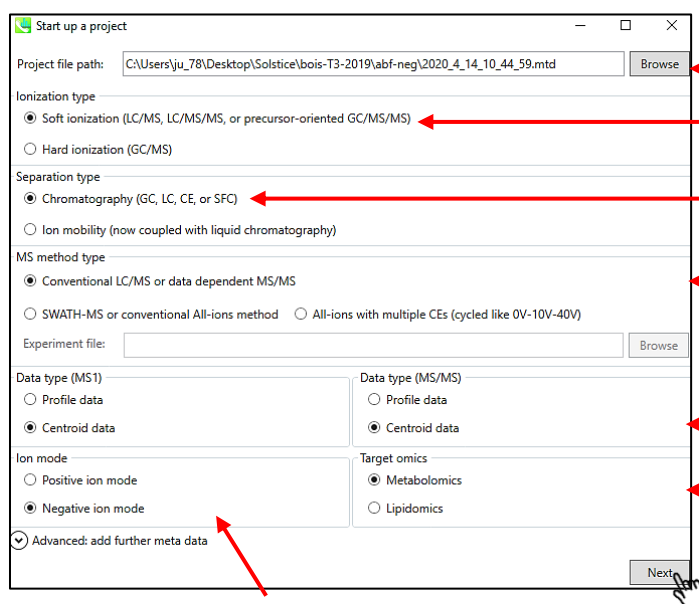 Start up a project
Project file path: C:\Users\ju_78\Desktop\Solstice\bois-T3-2019\abf-neg\2020_4_14_10_44_59.mtd Browse
Ionization type
Soft ionization (LC/MS, LC/MS/MS, or precursor-oriented GC/MS/MS)
Hard ionization (GC/MS)
Separation type
Chromatography (GC, LC, CE, or SFC)
Ion mobility (now coupled with liquid chromatography)
MS method type
Conventional LC/MS or data dependent MS/MS
SWATH-MS or conventional All-ions method All-ions with multiple CEs (cycled like 0V-10V-40V)
Experiment file: Browse
Data type (MS1) Data type (MS/MS)
Profile data Profile data
Centroid data Centroid data
Ion mode Target omics
Positive ion mode Metabolomics
Negative ion mode Lipidomics
Advanced: add further meta data
Next